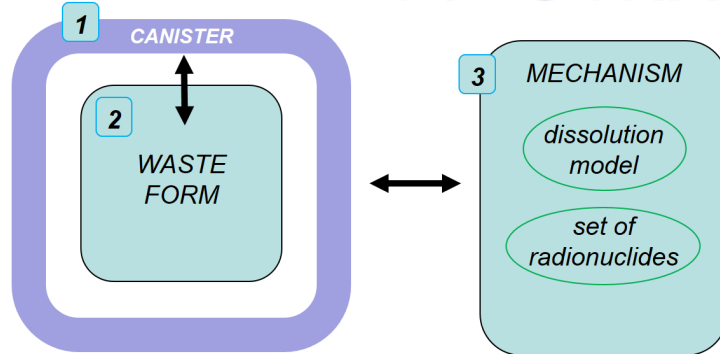 1
CANISTER
2
WASTE
FORM
3
MECHANISM
dissolution
model
set of
radionuclides